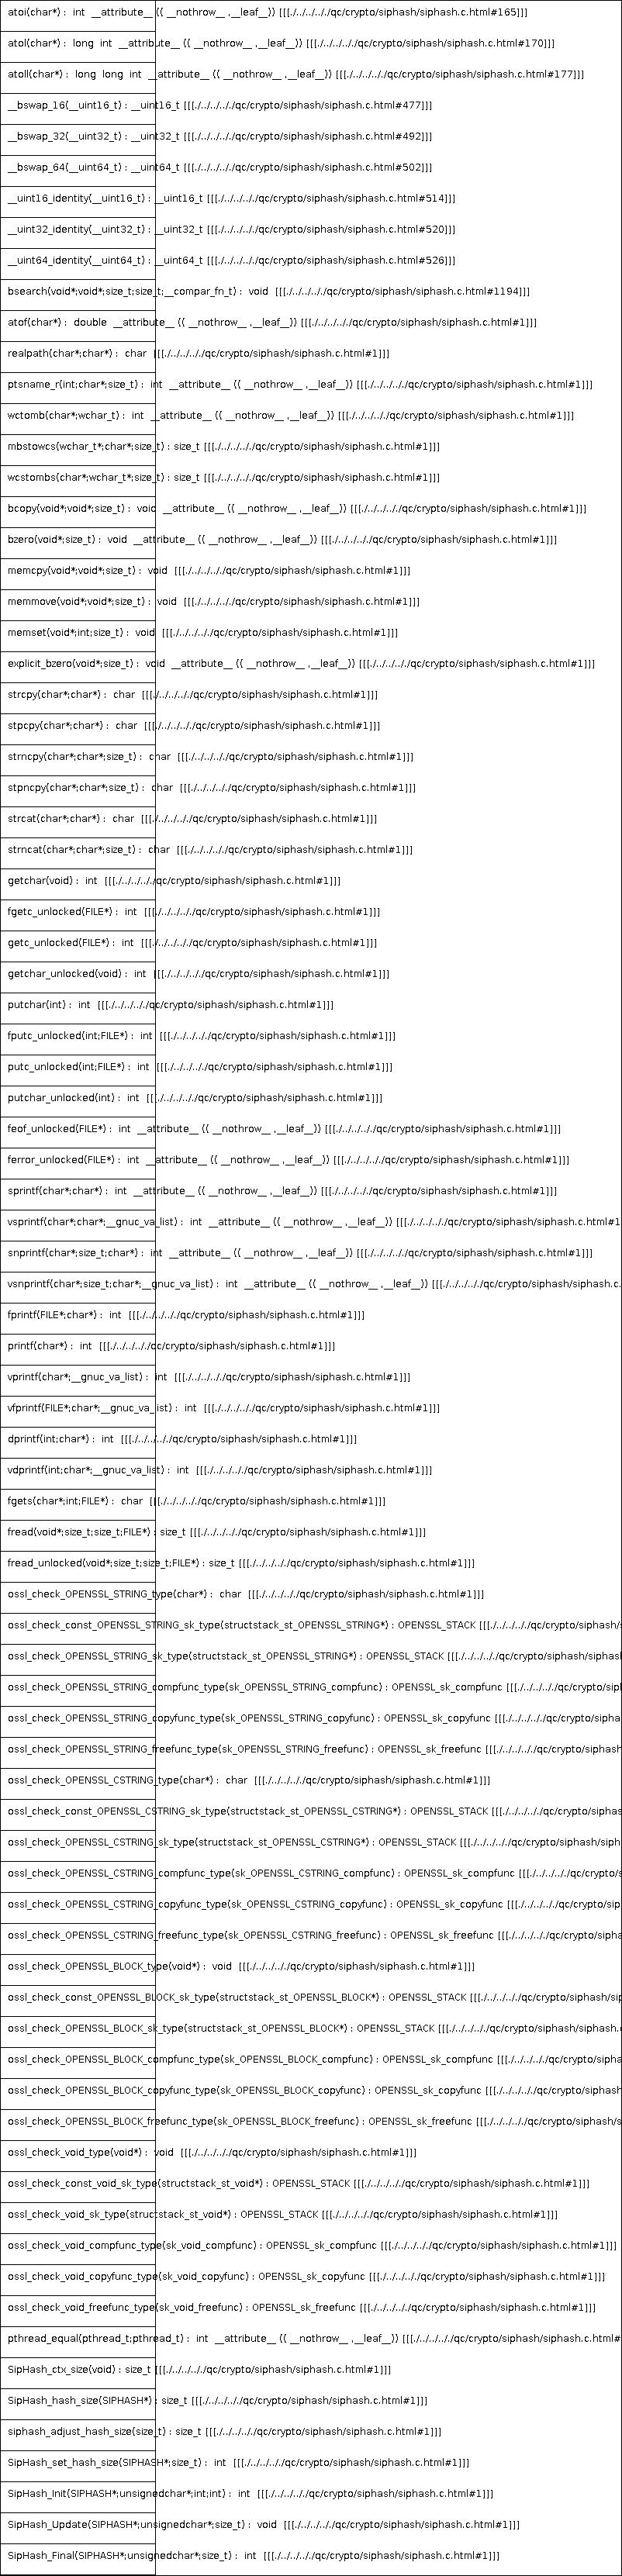 atoi(char*) : int __attribute__ (( __nothrow__ ,__leaf__)) [[[./../../../qc/crypto/siphash/siphash.c.html#165]]]
atol(char*) : long int __attribute__ (( __nothrow__ ,__leaf__)) [[[./../../../qc/crypto/siphash/siphash.c.html#170]]]
atoll(char*) : long long int __attribute__ (( __nothrow__ ,__leaf__)) [[[./../../../qc/crypto/siphash/siphash.c.html#177]]]
__bswap_16(__uint16_t) : __uint16_t [[[./../../../qc/crypto/siphash/siphash.c.html#477]]]
__bswap_32(__uint32_t) : __uint32_t [[[./../../../qc/crypto/siphash/siphash.c.html#492]]]
__bswap_64(__uint64_t) : __uint64_t [[[./../../../qc/crypto/siphash/siphash.c.html#502]]]
__uint16_identity(__uint16_t) : __uint16_t [[[./../../../qc/crypto/siphash/siphash.c.html#514]]]
__uint32_identity(__uint32_t) : __uint32_t [[[./../../../qc/crypto/siphash/siphash.c.html#520]]]
__uint64_identity(__uint64_t) : __uint64_t [[[./../../../qc/crypto/siphash/siphash.c.html#526]]]
bsearch(void*;void*;size_t;size_t;__compar_fn_t) : void [[[./../../../qc/crypto/siphash/siphash.c.html#1194]]]
atof(char*) : double __attribute__ (( __nothrow__ ,__leaf__)) [[[./../../../qc/crypto/siphash/siphash.c.html#1]]]
realpath(char*;char*) : char [[[./../../../qc/crypto/siphash/siphash.c.html#1]]]
ptsname_r(int;char*;size_t) : int __attribute__ (( __nothrow__ ,__leaf__)) [[[./../../../qc/crypto/siphash/siphash.c.html#1]]]
wctomb(char*;wchar_t) : int __attribute__ (( __nothrow__ ,__leaf__)) [[[./../../../qc/crypto/siphash/siphash.c.html#1]]]
mbstowcs(wchar_t*;char*;size_t) : size_t [[[./../../../qc/crypto/siphash/siphash.c.html#1]]]
wcstombs(char*;wchar_t*;size_t) : size_t [[[./../../../qc/crypto/siphash/siphash.c.html#1]]]
bcopy(void*;void*;size_t) : void __attribute__ (( __nothrow__ ,__leaf__)) [[[./../../../qc/crypto/siphash/siphash.c.html#1]]]
bzero(void*;size_t) : void __attribute__ (( __nothrow__ ,__leaf__)) [[[./../../../qc/crypto/siphash/siphash.c.html#1]]]
memcpy(void*;void*;size_t) : void [[[./../../../qc/crypto/siphash/siphash.c.html#1]]]
memmove(void*;void*;size_t) : void [[[./../../../qc/crypto/siphash/siphash.c.html#1]]]
memset(void*;int;size_t) : void [[[./../../../qc/crypto/siphash/siphash.c.html#1]]]
explicit_bzero(void*;size_t) : void __attribute__ (( __nothrow__ ,__leaf__)) [[[./../../../qc/crypto/siphash/siphash.c.html#1]]]
strcpy(char*;char*) : char [[[./../../../qc/crypto/siphash/siphash.c.html#1]]]
stpcpy(char*;char*) : char [[[./../../../qc/crypto/siphash/siphash.c.html#1]]]
strncpy(char*;char*;size_t) : char [[[./../../../qc/crypto/siphash/siphash.c.html#1]]]
stpncpy(char*;char*;size_t) : char [[[./../../../qc/crypto/siphash/siphash.c.html#1]]]
strcat(char*;char*) : char [[[./../../../qc/crypto/siphash/siphash.c.html#1]]]
strncat(char*;char*;size_t) : char [[[./../../../qc/crypto/siphash/siphash.c.html#1]]]
getchar(void) : int [[[./../../../qc/crypto/siphash/siphash.c.html#1]]]
fgetc_unlocked(FILE*) : int [[[./../../../qc/crypto/siphash/siphash.c.html#1]]]
getc_unlocked(FILE*) : int [[[./../../../qc/crypto/siphash/siphash.c.html#1]]]
getchar_unlocked(void) : int [[[./../../../qc/crypto/siphash/siphash.c.html#1]]]
putchar(int) : int [[[./../../../qc/crypto/siphash/siphash.c.html#1]]]
fputc_unlocked(int;FILE*) : int [[[./../../../qc/crypto/siphash/siphash.c.html#1]]]
putc_unlocked(int;FILE*) : int [[[./../../../qc/crypto/siphash/siphash.c.html#1]]]
putchar_unlocked(int) : int [[[./../../../qc/crypto/siphash/siphash.c.html#1]]]
feof_unlocked(FILE*) : int __attribute__ (( __nothrow__ ,__leaf__)) [[[./../../../qc/crypto/siphash/siphash.c.html#1]]]
ferror_unlocked(FILE*) : int __attribute__ (( __nothrow__ ,__leaf__)) [[[./../../../qc/crypto/siphash/siphash.c.html#1]]]
sprintf(char*;char*) : int __attribute__ (( __nothrow__ ,__leaf__)) [[[./../../../qc/crypto/siphash/siphash.c.html#1]]]
vsprintf(char*;char*;__gnuc_va_list) : int __attribute__ (( __nothrow__ ,__leaf__)) [[[./../../../qc/crypto/siphash/siphash.c.html#1
snprintf(char*;size_t;char*) : int __attribute__ (( __nothrow__ ,__leaf__)) [[[./../../../qc/crypto/siphash/siphash.c.html#1]]]
vsnprintf(char*;size_t;char*;__gnuc_va_list) : int __attribute__ (( __nothrow__ ,__leaf__)) [[[./../../../qc/crypto/siphash/siphash.c.
fprintf(FILE*;char*) : int [[[./../../../qc/crypto/siphash/siphash.c.html#1]]]
printf(char*) : int [[[./../../../qc/crypto/siphash/siphash.c.html#1]]]
vprintf(char*;__gnuc_va_list) : int [[[./../../../qc/crypto/siphash/siphash.c.html#1]]]
vfprintf(FILE*;char*;__gnuc_va_list) : int [[[./../../../qc/crypto/siphash/siphash.c.html#1]]]
dprintf(int;char*) : int [[[./../../../qc/crypto/siphash/siphash.c.html#1]]]
vdprintf(int;char*;__gnuc_va_list) : int [[[./../../../qc/crypto/siphash/siphash.c.html#1]]]
fgets(char*;int;FILE*) : char [[[./../../../qc/crypto/siphash/siphash.c.html#1]]]
fread(void*;size_t;size_t;FILE*) : size_t [[[./../../../qc/crypto/siphash/siphash.c.html#1]]]
fread_unlocked(void*;size_t;size_t;FILE*) : size_t [[[./../../../qc/crypto/siphash/siphash.c.html#1]]]
ossl_check_OPENSSL_STRING_type(char*) : char [[[./../../../qc/crypto/siphash/siphash.c.html#1]]]
ossl_check_const_OPENSSL_STRING_sk_type(structstack_st_OPENSSL_STRING*) : OPENSSL_STACK [[[./../../../qc/crypto/siphash/s
ossl_check_OPENSSL_STRING_sk_type(structstack_st_OPENSSL_STRING*) : OPENSSL_STACK [[[./../../../qc/crypto/siphash/siphas
ossl_check_OPENSSL_STRING_compfunc_type(sk_OPENSSL_STRING_compfunc) : OPENSSL_sk_compfunc [[[./../../../qc/crypto/sip
ossl_check_OPENSSL_STRING_copyfunc_type(sk_OPENSSL_STRING_copyfunc) : OPENSSL_sk_copyfunc [[[./../../../qc/crypto/sipha
ossl_check_OPENSSL_STRING_freefunc_type(sk_OPENSSL_STRING_freefunc) : OPENSSL_sk_freefunc [[[./../../../qc/crypto/siphash
ossl_check_OPENSSL_CSTRING_type(char*) : char [[[./../../../qc/crypto/siphash/siphash.c.html#1]]]
ossl_check_const_OPENSSL_CSTRING_sk_type(structstack_st_OPENSSL_CSTRING*) : OPENSSL_STACK [[[./../../../qc/crypto/siphas
ossl_check_OPENSSL_CSTRING_sk_type(structstack_st_OPENSSL_CSTRING*) : OPENSSL_STACK [[[./../../../qc/crypto/siphash/siph
ossl_check_OPENSSL_CSTRING_compfunc_type(sk_OPENSSL_CSTRING_compfunc) : OPENSSL_sk_compfunc [[[./../../../qc/crypto/s
ossl_check_OPENSSL_CSTRING_copyfunc_type(sk_OPENSSL_CSTRING_copyfunc) : OPENSSL_sk_copyfunc [[[./../../../qc/crypto/sip
ossl_check_OPENSSL_CSTRING_freefunc_type(sk_OPENSSL_CSTRING_freefunc) : OPENSSL_sk_freefunc [[[./../../../qc/crypto/sipha
ossl_check_OPENSSL_BLOCK_type(void*) : void [[[./../../../qc/crypto/siphash/siphash.c.html#1]]]
ossl_check_const_OPENSSL_BLOCK_sk_type(structstack_st_OPENSSL_BLOCK*) : OPENSSL_STACK [[[./../../../qc/crypto/siphash/sip
ossl_check_OPENSSL_BLOCK_sk_type(structstack_st_OPENSSL_BLOCK*) : OPENSSL_STACK [[[./../../../qc/crypto/siphash/siphash.
ossl_check_OPENSSL_BLOCK_compfunc_type(sk_OPENSSL_BLOCK_compfunc) : OPENSSL_sk_compfunc [[[./../../../qc/crypto/sipha
ossl_check_OPENSSL_BLOCK_copyfunc_type(sk_OPENSSL_BLOCK_copyfunc) : OPENSSL_sk_copyfunc [[[./../../../qc/crypto/siphash
ossl_check_OPENSSL_BLOCK_freefunc_type(sk_OPENSSL_BLOCK_freefunc) : OPENSSL_sk_freefunc [[[./../../../qc/crypto/siphash/s
ossl_check_void_type(void*) : void [[[./../../../qc/crypto/siphash/siphash.c.html#1]]]
ossl_check_const_void_sk_type(structstack_st_void*) : OPENSSL_STACK [[[./../../../qc/crypto/siphash/siphash.c.html#1]]]
ossl_check_void_sk_type(structstack_st_void*) : OPENSSL_STACK [[[./../../../qc/crypto/siphash/siphash.c.html#1]]]
ossl_check_void_compfunc_type(sk_void_compfunc) : OPENSSL_sk_compfunc [[[./../../../qc/crypto/siphash/siphash.c.html#1]]]
ossl_check_void_copyfunc_type(sk_void_copyfunc) : OPENSSL_sk_copyfunc [[[./../../../qc/crypto/siphash/siphash.c.html#1]]]
ossl_check_void_freefunc_type(sk_void_freefunc) : OPENSSL_sk_freefunc [[[./../../../qc/crypto/siphash/siphash.c.html#1]]]
pthread_equal(pthread_t;pthread_t) : int __attribute__ (( __nothrow__ ,__leaf__)) [[[./../../../qc/crypto/siphash/siphash.c.html#
SipHash_ctx_size(void) : size_t [[[./../../../qc/crypto/siphash/siphash.c.html#1]]]
SipHash_hash_size(SIPHASH*) : size_t [[[./../../../qc/crypto/siphash/siphash.c.html#1]]]
siphash_adjust_hash_size(size_t) : size_t [[[./../../../qc/crypto/siphash/siphash.c.html#1]]]
SipHash_set_hash_size(SIPHASH*;size_t) : int [[[./../../../qc/crypto/siphash/siphash.c.html#1]]]
SipHash_Init(SIPHASH*;unsignedchar*;int;int) : int [[[./../../../qc/crypto/siphash/siphash.c.html#1]]]
SipHash_Update(SIPHASH*;unsignedchar*;size_t) : void [[[./../../../qc/crypto/siphash/siphash.c.html#1]]]
SipHash_Final(SIPHASH*;unsignedchar*;size_t) : int [[[./../../../qc/crypto/siphash/siphash.c.html#1]]]